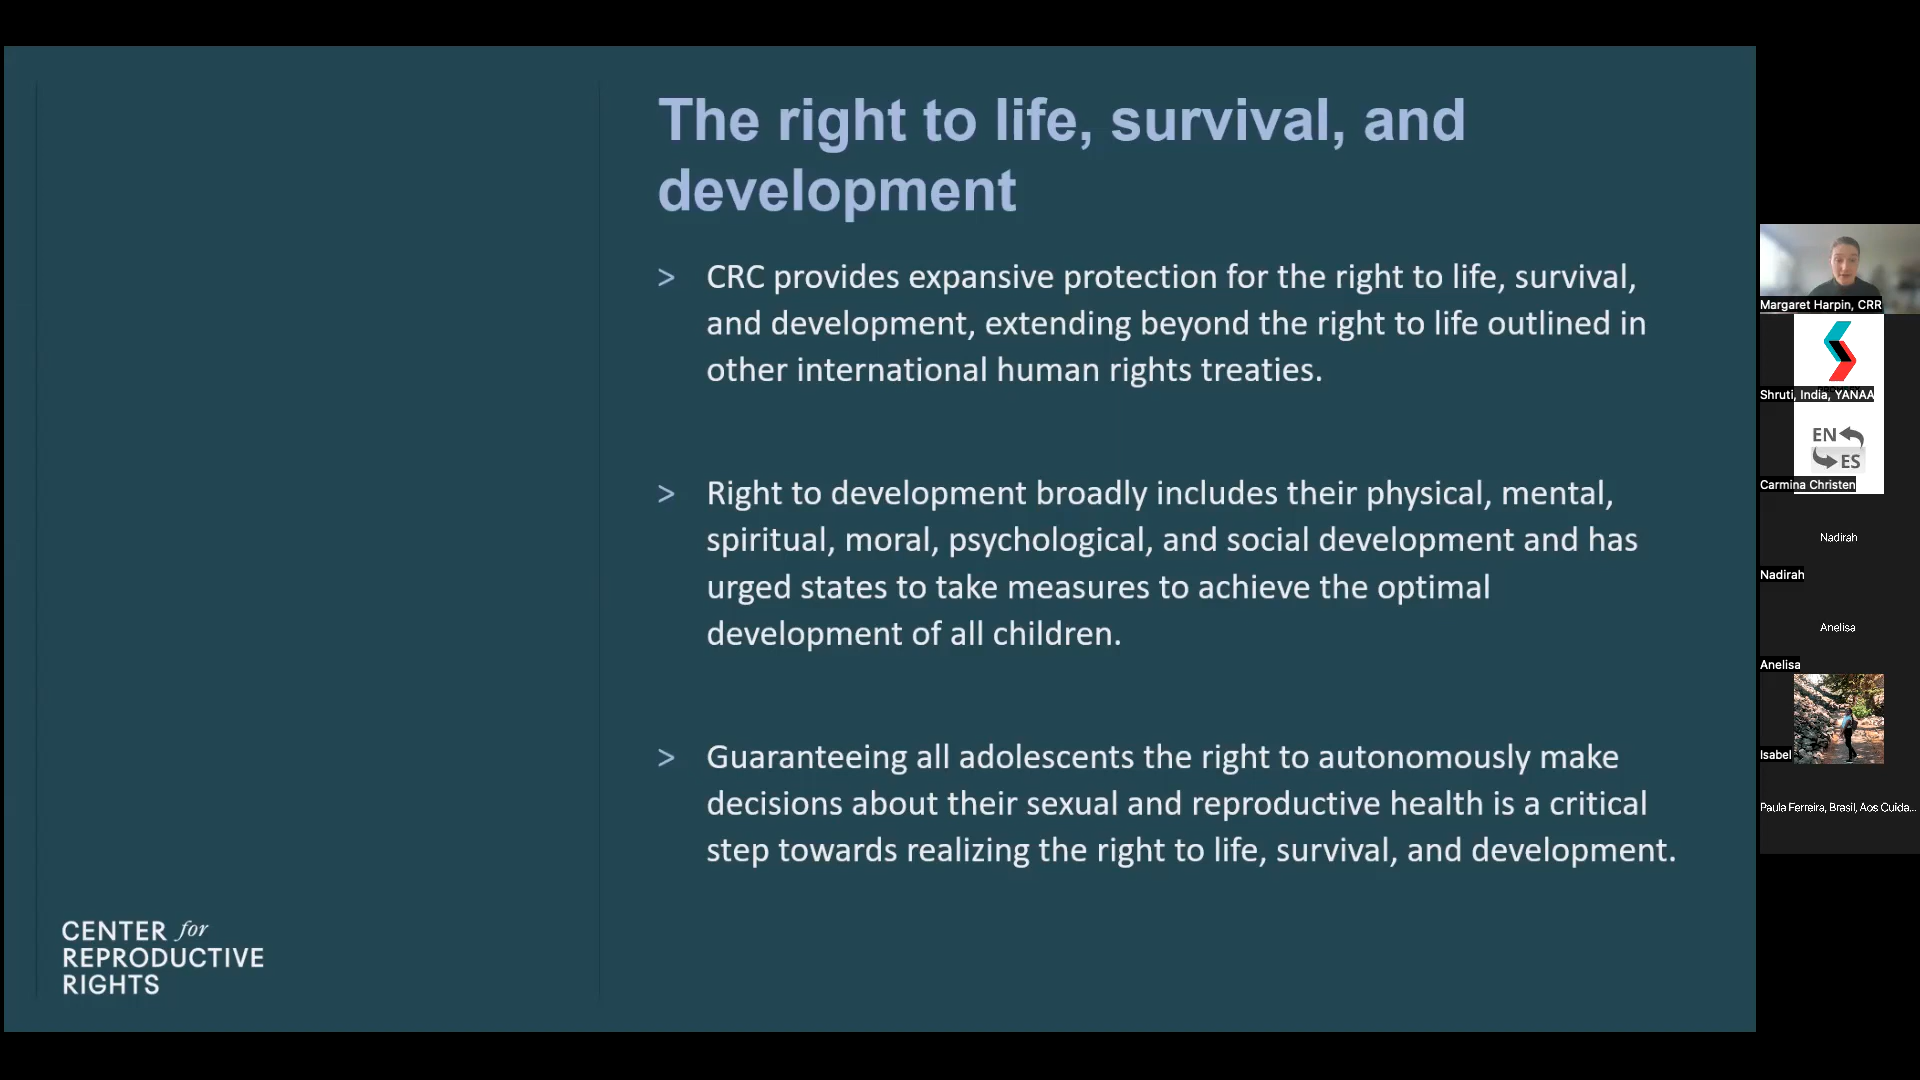 The right to life, survival, and
development
> CRC provides expansive protection for the right to life, survival,
and development, extending beyond the right to life outlined in
other international human rights treaties.
> Right to development broadly includes their physical, mental,
spiritual, moral, psychological, and social development and has
urged states to take measures to achieve the optimal
development of all children.
> Guaranteeing all adolescents the right to autonomously make
decisions about their sexual and reproductive health is a critical
step towards realizing the right to life, survival, and development.
CENTER for
REPRODUCTIVE
RIGHTS
Margaret Harpin, CRR
Shruti, India, YANAA
EN
ES
Carmina Christen
Nadirah
Nadirah
Anelisa
Anelisa
Isabel
Paula Ferreira, Brasil, Aos Cuida...